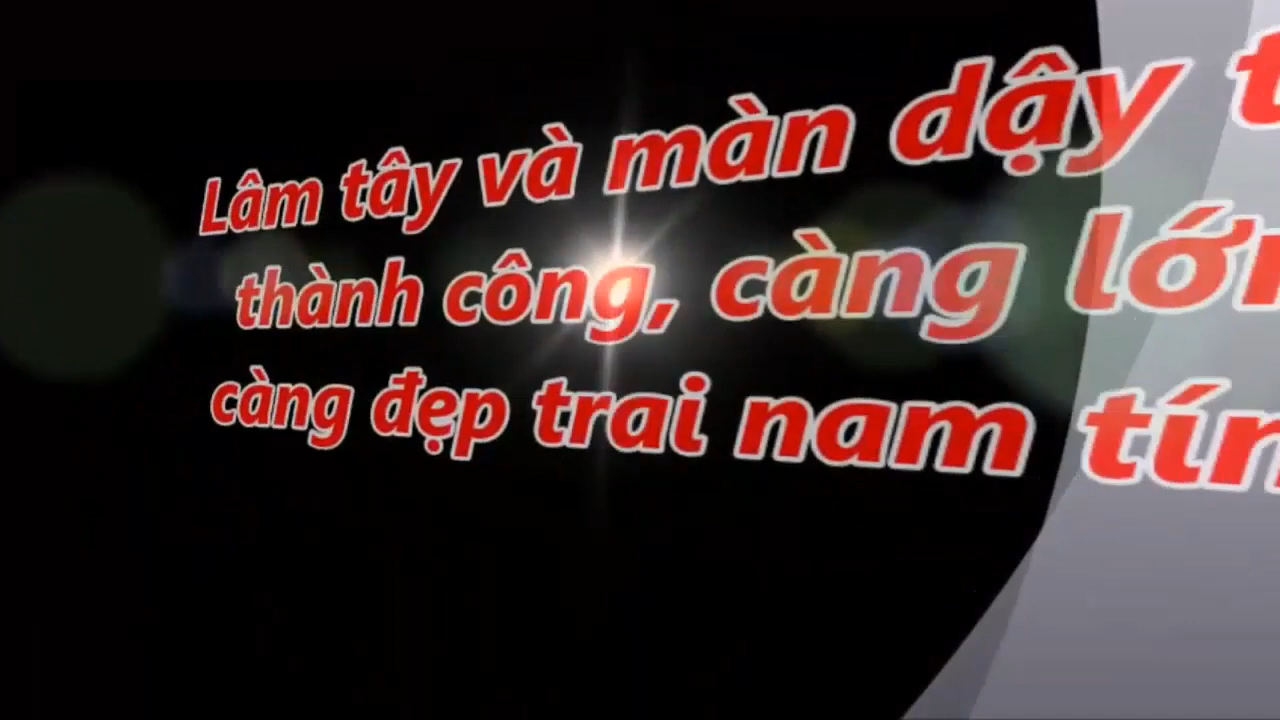 Lâm tây và màn dậy
thành công, càng
càng đẹp trai nam